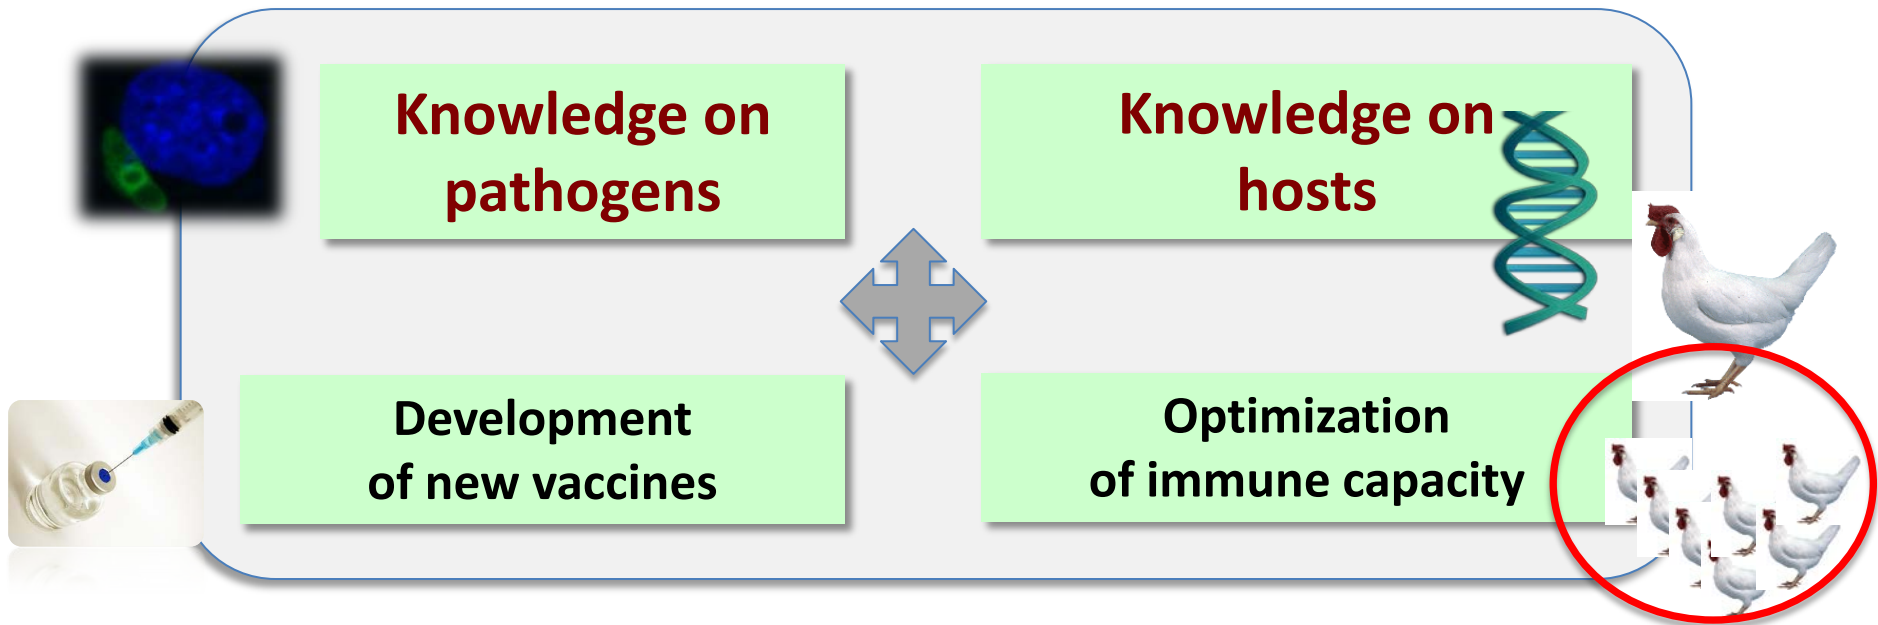 Knowledge on
pathogens
Knowledge on
hosts
Development
of new vaccines
Optimization
of immune capacity